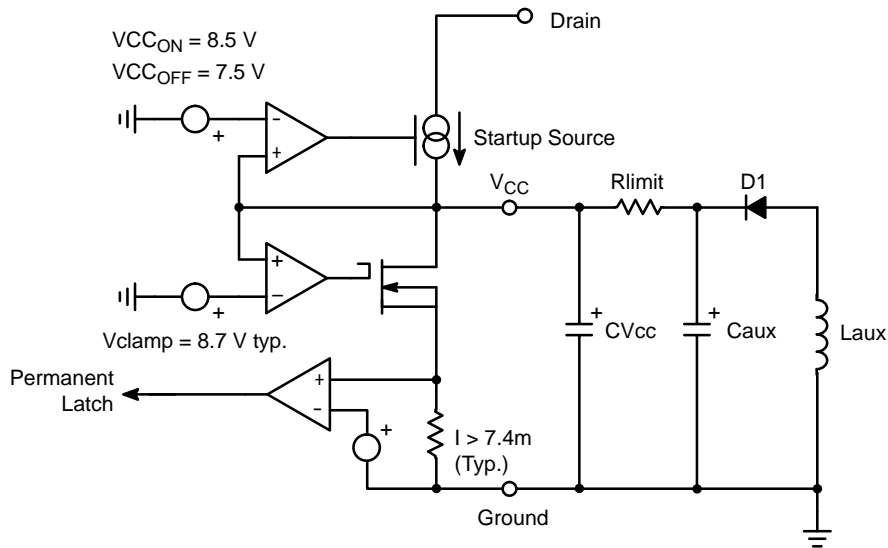 Drain
VCCON = 8.5 V
VCCOFF = 7.5 V
-
+
+
Startup Source
VCC
Rlimit
D1
+
-
+
+
CVcc
+
Caux
Laux
Vclamp = 8.7 V typ.
Permanent
Latch
+
-
+
I > 7.4m
(Typ.)
Ground